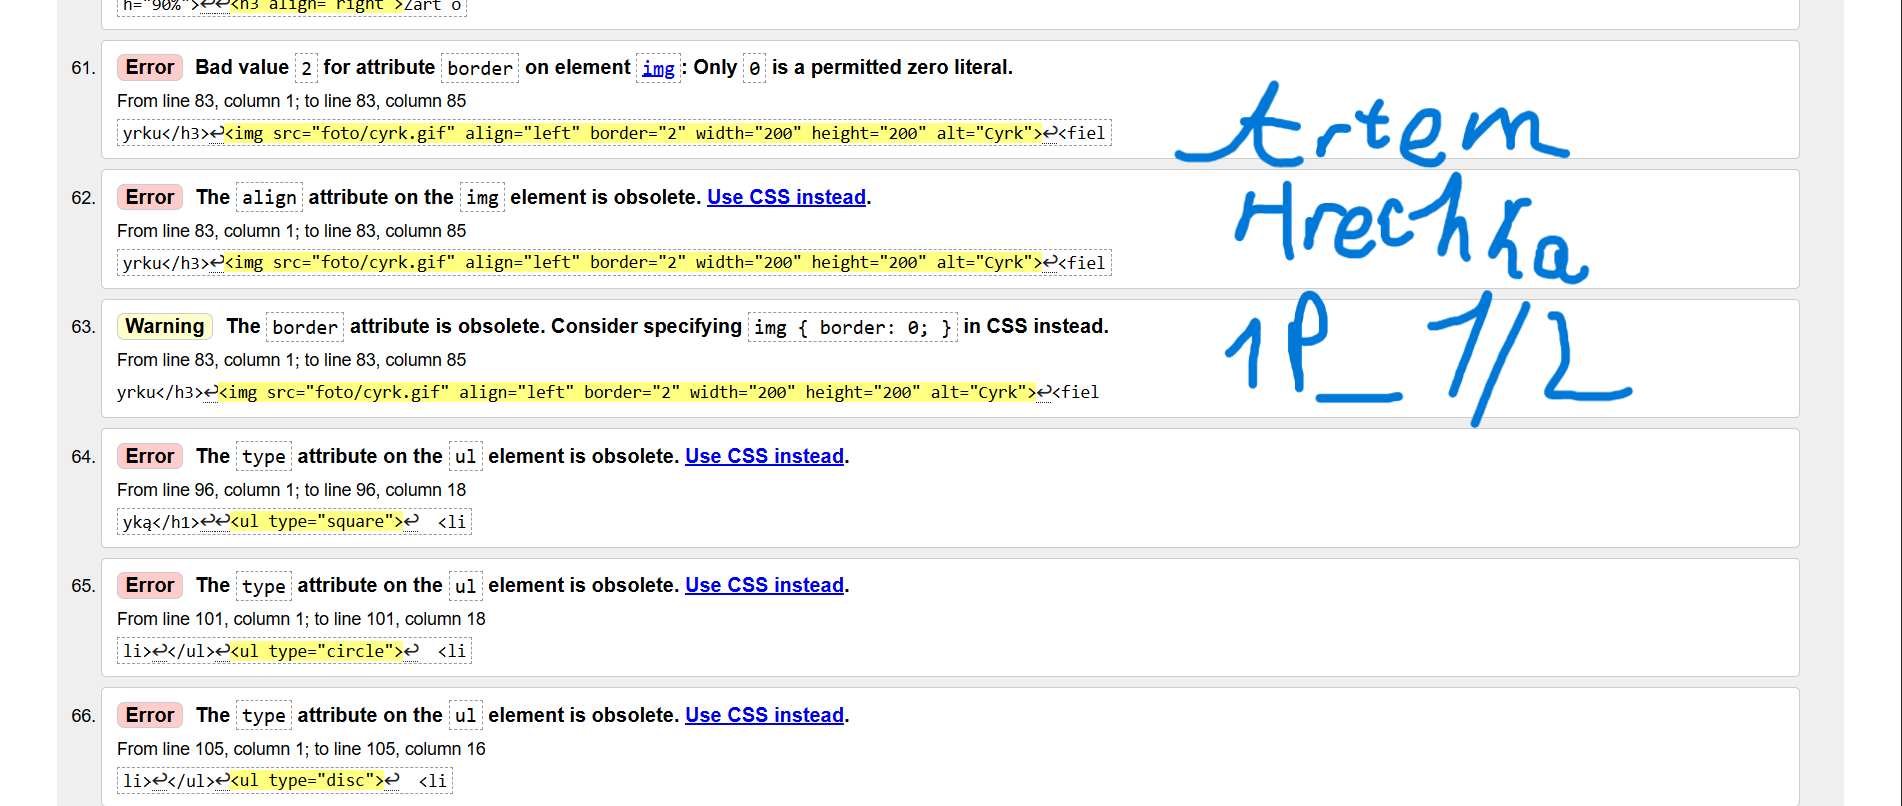 h="90%">↩↩<h3 align="right">Żart o
61. Error Bad value 2 for attribute border on element img: Only 0 is a permitted zero literal.
From line 83, column 1; to line 83, column 85
yrku</h3>↩<img src="foto/cyrk.gif" align="left" border="2" width="200" height="200" alt="Cyrk">↩<fiel
62. Error The align attribute on the img element is obsolete. Use CSS instead.
From line 83, column 1; to line 83, column 85
yrku</h3>↩<img src="foto/cyrk.gif" align="left" border="2" width="200" height="200" alt="Cyrk">↩<fiel
63. Warning The border attribute is obsolete. Consider specifying img { border: 0; } in CSS instead.
From line 83, column 1; to line 83, column 85
yrku</h3>↩<img src="foto/cyrk.gif" align="left" border="2" width="200" height="200" alt="Cyrk">↩<fiel
64. Error The type attribute on the ul element is obsolete. Use CSS instead.
From line 96, column 1; to line 96, column 18
yką</h1>↩↩<ul type="square">↩ <li
65. Error The type attribute on the ul element is obsolete. Use CSS instead.
From line 101, column 1; to line 101, column 18
li>↩</ul>↩<ul type="circle">↩ <li
66. Error The type attribute on the ul element is obsolete. Use CSS instead.
From line 105, column 1; to line 105, column 16
li>↩</ul>↩<ul type="disc">↩ <li
Artem
Hrechka
1P_1/2